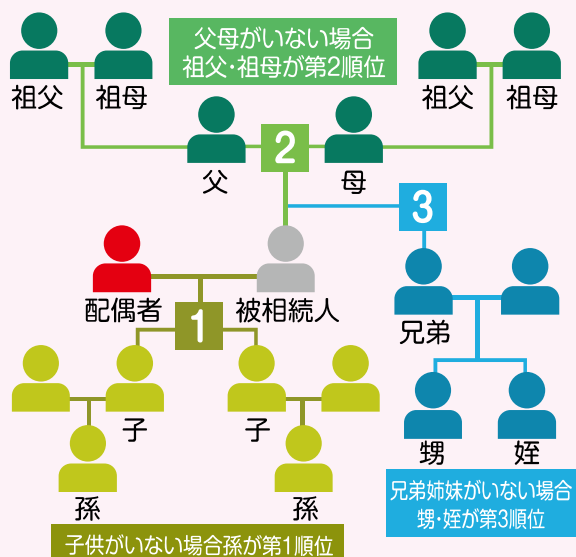 父母がいない場合
祖父・祖母が第2順位
祖父 祖母 祖父 祖母
2
父 母
3
配偶者 被相続人
1
兄弟
子 子
甥 姪
孫 孫
兄弟姉妹がいない場合
甥・姪が第3順位
子供がいない場合孫が第1順位